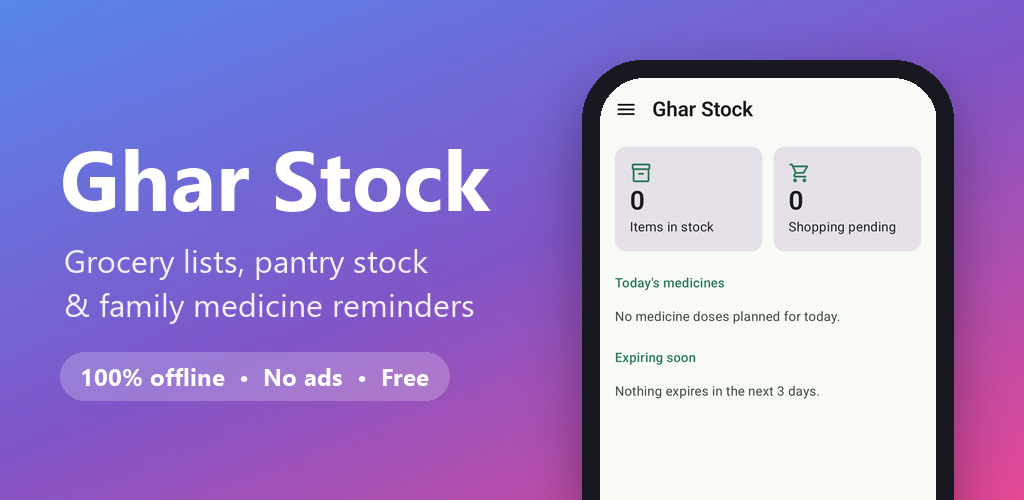 Ghar Stock
Grocery lists, pantry stock
& family medicine reminders
100% offline • No ads • Free
Ghar Stock
0
Items in stock
0
Shopping pending
Today's medicines
No medicine doses planned for today.
Expiring soon
Nothing expires in the next 3 days.